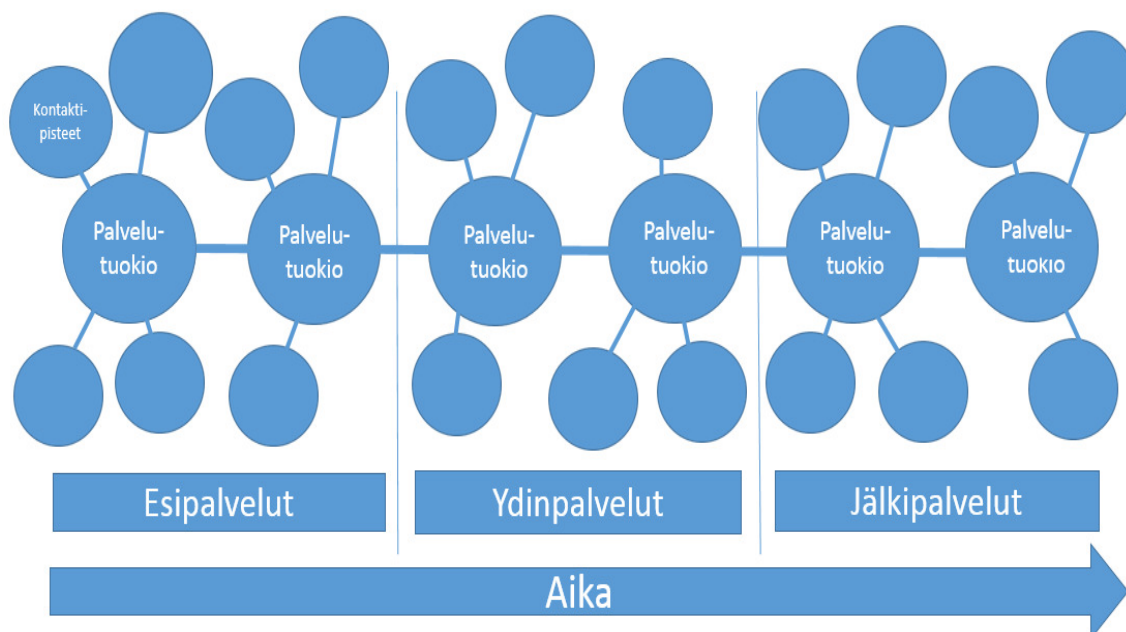 Kontakti-
pisteet
Palvelu-
tuokio
Palvelu-
tuokio
Palvelu-
tuokio
Palvelu-
tuokio
Palvelu-
tuokio
Palvelu-
tuokio
Esipalvelut
Ydinpalvelut
Jälkipalvelut
Aika